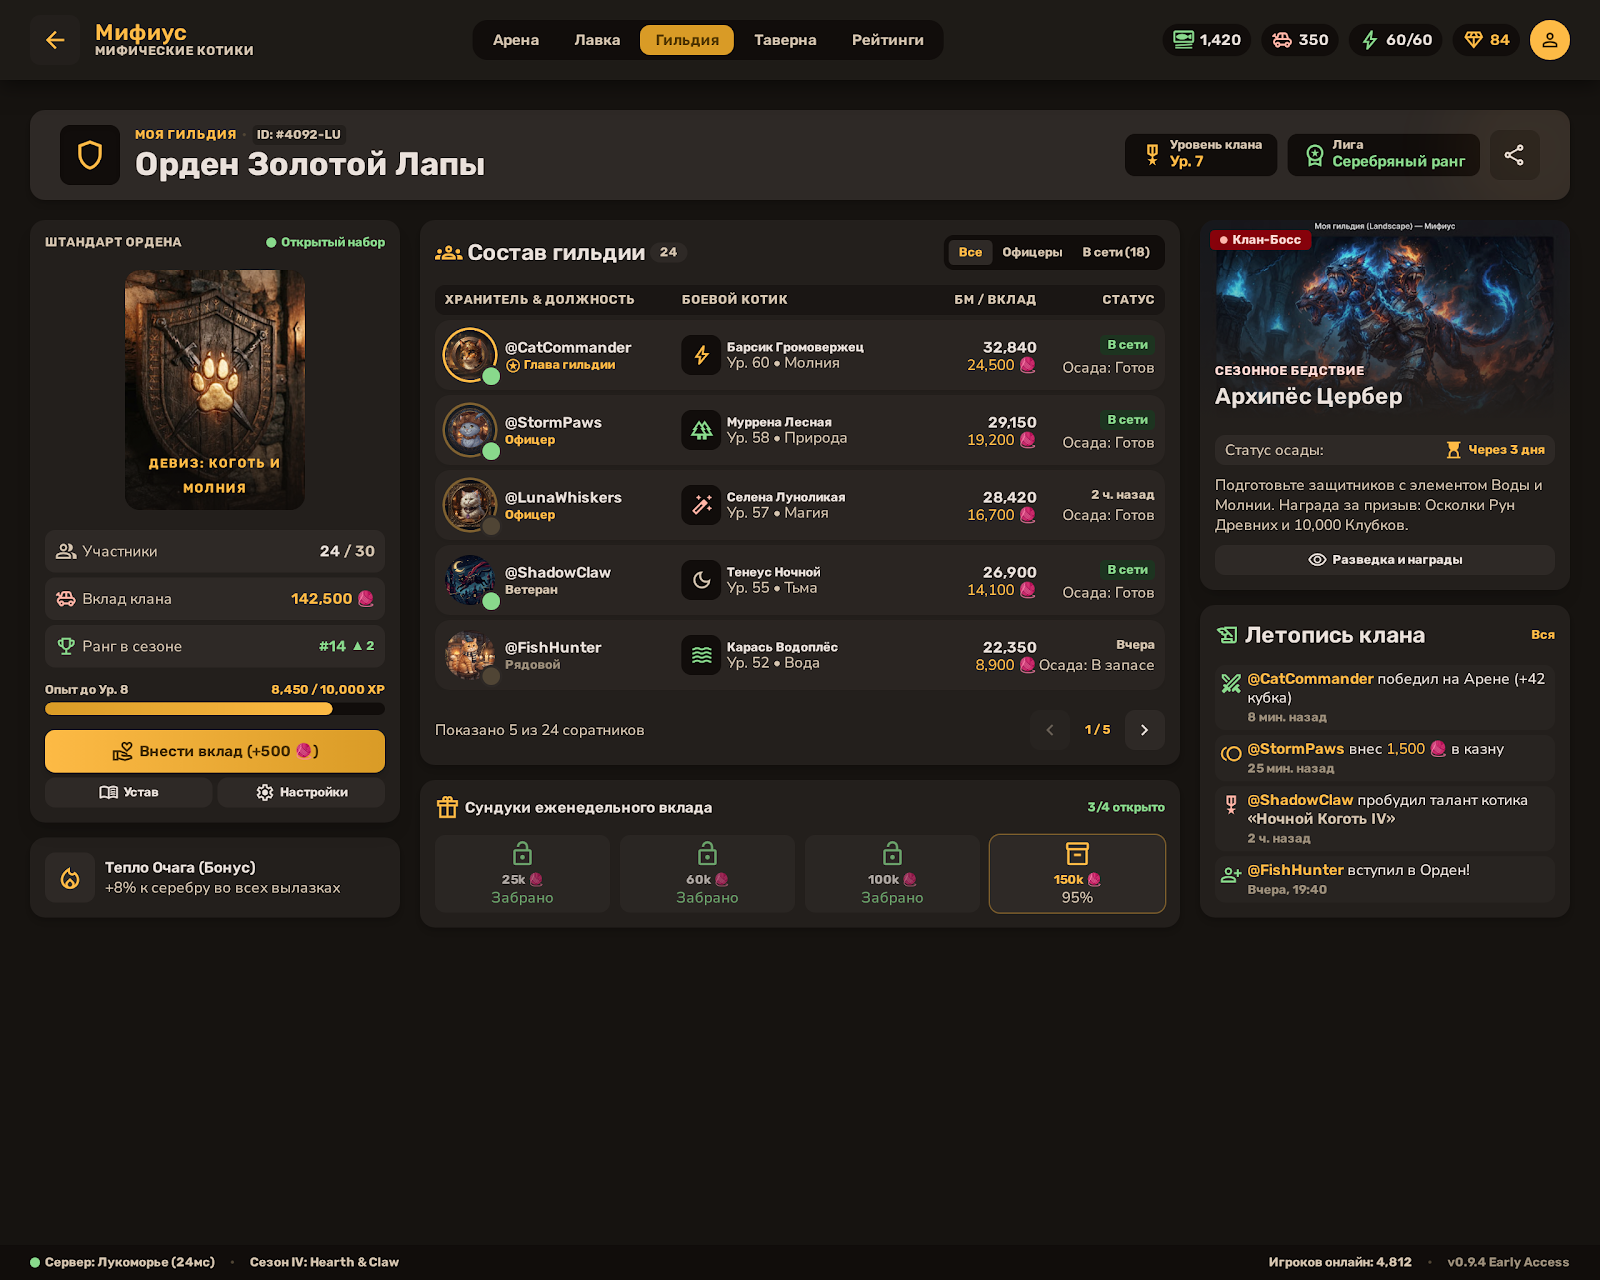 Мифиус
МИФИЧЕСКИЕ КОТИКИ
Арена
Лавка
Гильдия
Таверна
Рейтинги
1,420
350
60/60
84
МОЯ ГИЛЬДИЯ • ID: #4092-LU
Орден Золотой Лапы
Уровень клана
Ур. 7
Лига
Серебряный ранг
ШТАНДАРТ ОРДЕНА
Открытый набор
ДЕВИЗ: КОГОТЬ И
МОЛНИЯ
Участники 24 / 30
Вклад клана 142,500
Ранг в сезоне #14 ▲ 2
Опыт до Ур. 8 8,450 / 10,000 XP
Внести вклад (+500 )
Устав
Настройки
Тепло Очага (Бонус)
+8% к серебру во всех вылазках
Состав гильдии 24
Все
Офицеры
В сети (18)
ХРАНИТЕЛЬ & ДОЛЖНОСТЬ БОЕВОЙ КОТИК БМ / ВКЛАД СТАТУС
@CatCommander Барсик Громовержец 32,840 В сети
Глава гильдии Ур. 60 • Молния 24,500 Осада: Готов
@StormPaws Муррена Лесная 29,150 В сети
Офицер Ур. 58 • Природа 19,200 Осада: Готов
@LunaWhiskers Селена Луноликая 28,420 2 ч. назад
Офицер Ур. 57 • Магия 16,700 Осада: Готов
@ShadowClaw Тенеус Ночной 26,900 В сети
Ветеран Ур. 55 • Тьма 14,100 Осада: Готов
@FishHunter Карась Водоплёс 22,350 Вчера
Рядовой Ур. 52 • Вода 8,900 Осада: В запасе
Показано 5 из 24 соратников
1 / 5
Сундуки еженедельного вклада 3/4 открыто
25k
Забрано
60k
Забрано
100k
Забрано
150k
95%
Моя гильдия (Landscape) — Мифиус
Клан-Босс
СЕЗОННОЕ БЕДСТВИЕ
Архипёс Цербер
Статус осады: Через 3 дня
Подготовьте защитников с элементом Воды и
Молнии. Награда за призыв: Осколки Рун
Древних и 10,000 Клубков.
Разведка и награды
Летопись клана Вся
@CatCommander победил на Арене (+42
кубка)
8 мин. назад
@StormPaws внес 1,500 в казну
25 мин. назад
@ShadowClaw пробудил талант котика
«Ночной Коготь IV»
2 ч. назад
@FishHunter вступил в Орден!
Вчера, 19:40
Сервер: Лукоморье (24мс) • Сезон IV: Hearth & Claw
Игроков онлайн: 4,812 • v0.9.4 Early Access